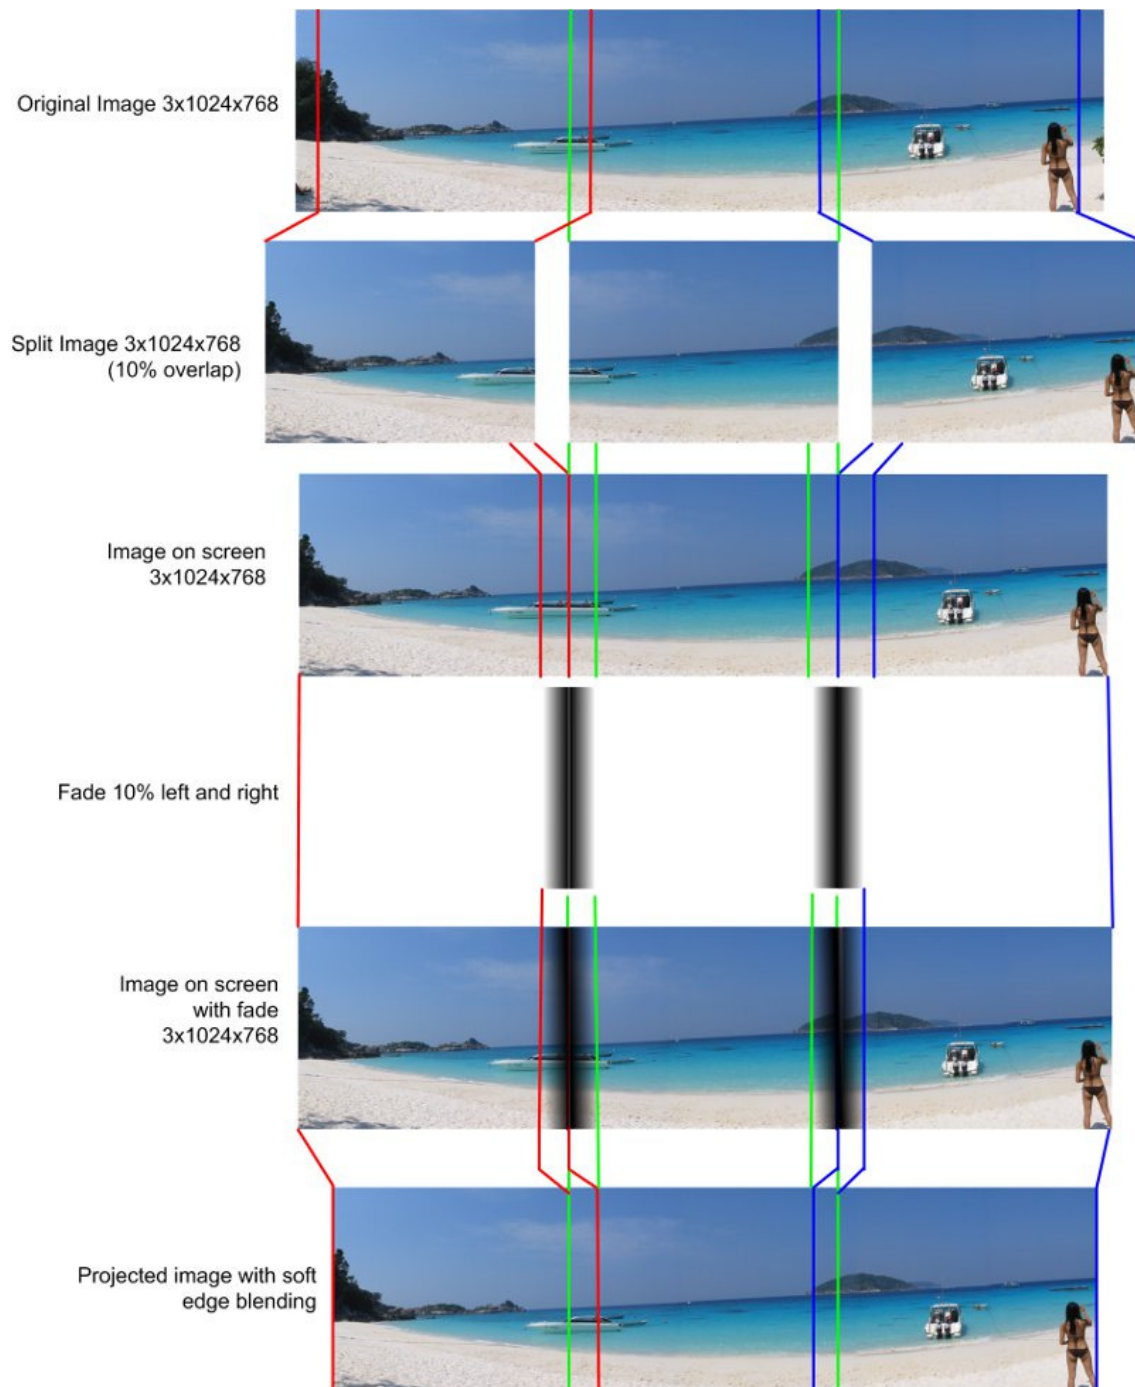 Original Image 3x1024x768
Split Image 3x1024x768
(10% overlap)
Image on screen
3x1024x768
Fade 10% left and right
Image on screen
with fade
3x1024x768
Projected image with soft
edge blending